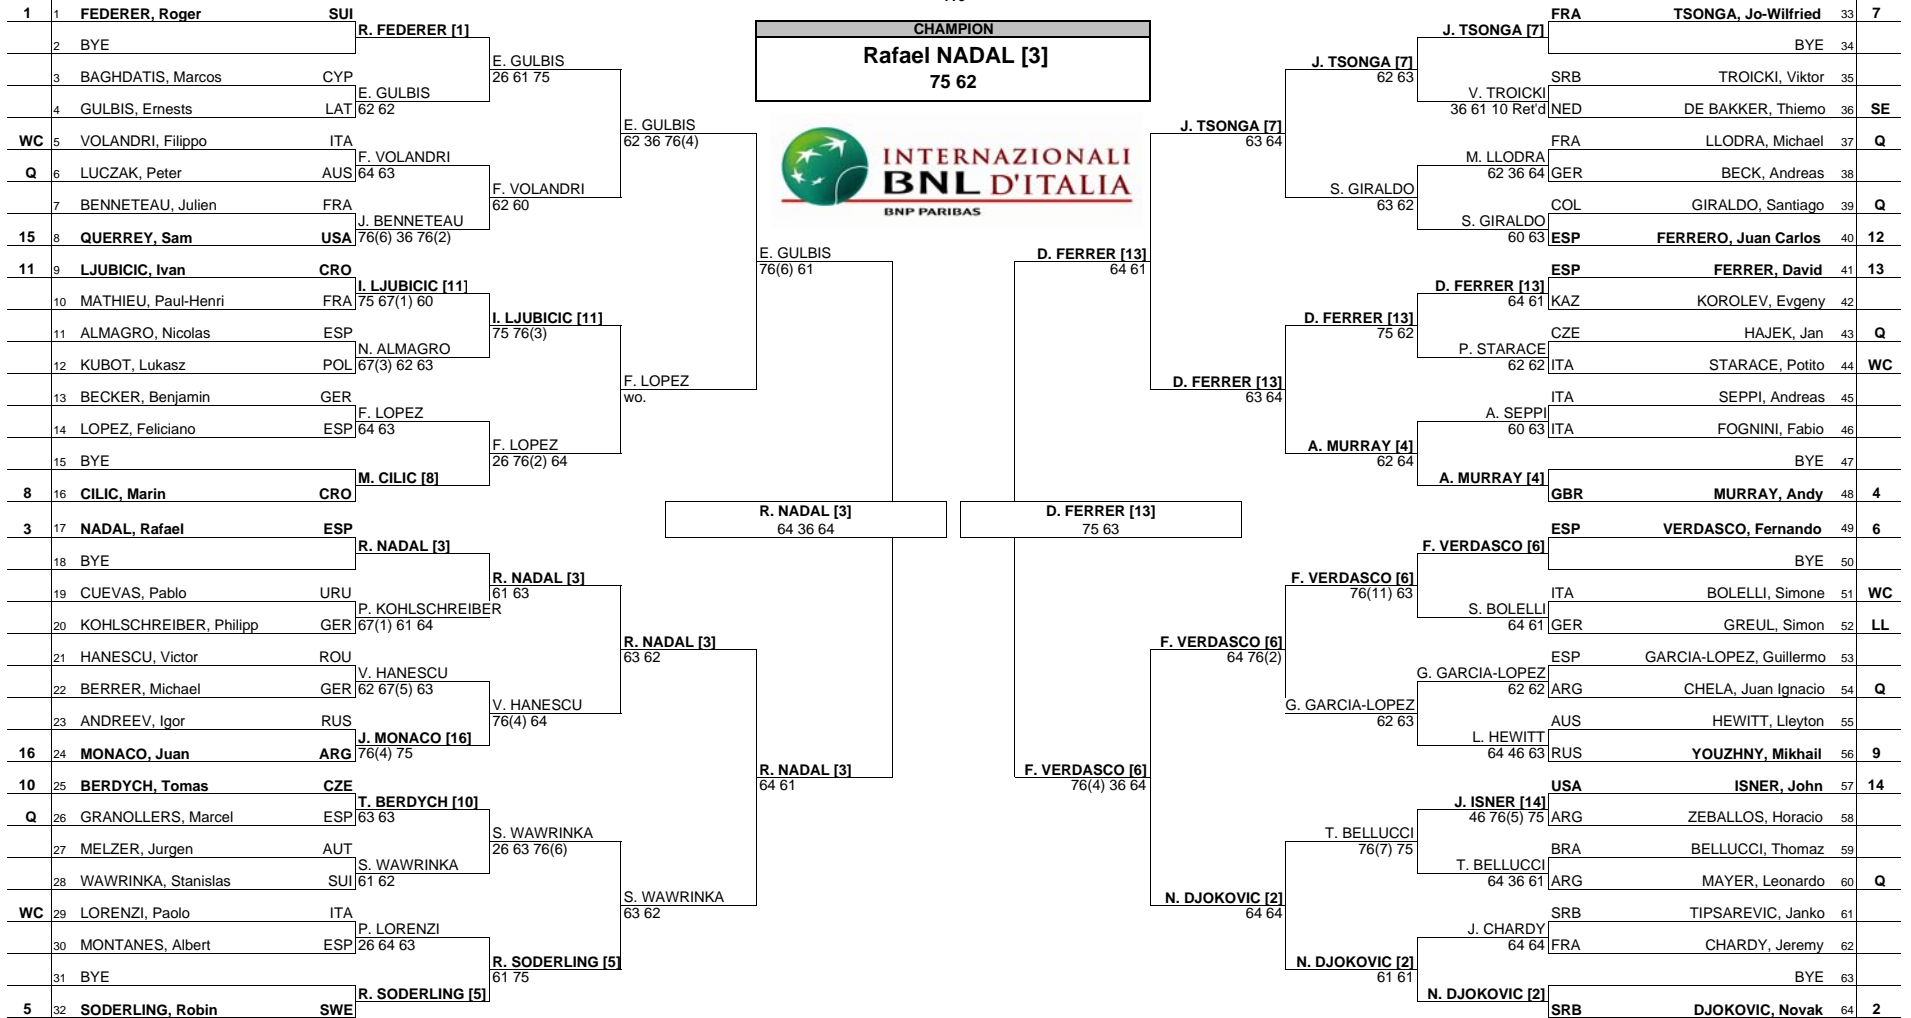 1 1 FEDERER, Roger SUI
R. FEDERER [1]
2 BYE
E. GULBIS
26 61 75
3 BAGHDATIS, Marcos CYP
E. GULBIS
4 GULBIS, Ernests LAT 62 62
E. GULBIS
62 36 76(4)
WC 5 VOLANDRI, Filippo ITA
F. VOLANDRI
Q 6 LUCZAK, Peter AUS 64 63
F. VOLANDRI
62 60
7 BENNETEAU, Julien FRA
J. BENNETEAU
15 8 QUERREY, Sam USA 76(6) 36 76(2)
E. GULBIS
76(6) 61
11 9 LJUBICIC, Ivan CRO
I. LJUBICIC [11]
10 MATHIEU, Paul-Henri FRA 75 67(1) 60
I. LJUBICIC [11]
75 76(3)
11 ALMAGRO, Nicolas ESP
N. ALMAGRO
12 KUBOT, Lukasz POL 67(3) 62 63
F. LOPEZ
wo.
13 BECKER, Benjamin GER
F. LOPEZ
14 LOPEZ, Feliciano ESP 64 63
F. LOPEZ
26 76(2) 64
15 BYE
M. CILIC [8]
8 16 CILIC, Marin CRO
R. NADAL [3]
64 36 64
3 17 NADAL, Rafael ESP
R. NADAL [3]
18 BYE
R. NADAL [3]
61 63
19 CUEVAS, Pablo URU
P. KOHLSCHREIBER
20 KOHLSCHREIBER, Philipp GER 67(1) 61 64
R. NADAL [3]
63 62
21 HANESCU, Victor ROU
V. HANESCU
22 BERRER, Michael GER 62 67(5) 63
V. HANESCU
76(4) 64
23 ANDREEV, Igor RUS
J. MONACO [16]
16 24 MONACO, Juan ARG 76(4) 75
R. NADAL [3]
64 61
10 25 BERDYCH, Tomas CZE
T. BERDYCH [10]
Q 26 GRANOLLERS, Marcel ESP 63 63
S. WAWRINKA
26 63 76(6)
27 MELZER, Jurgen AUT
S. WAWRINKA
28 WAWRINKA, Stanislas SUI 61 62
S. WAWRINKA
63 62
WC 29 LORENZI, Paolo ITA
P. LORENZI
30 MONTANES, Albert ESP 26 64 63
R. SODERLING [5]
61 75
31 BYE
R. SODERLING [5]
5 32 SODERLING, Robin SWE
CHAMPION
Rafael NADAL [3]
75 62
INTERNAZIONALI
BNL D'ITALIA
BNP PARIBAS
FRA TSONGA, Jo-Wilfried 33 7
J. TSONGA [7]
BYE 34
J. TSONGA [7]
62 63
SRB TROICKI, Viktor 35
V. TROICKI
36 61 10 Ret'd NED DE BAKKER, Thiemo 36 SE
J. TSONGA [7]
63 64
FRA LLODRA, Michael 37 Q
M. LLODRA
62 36 64 GER BECK, Andreas 38
S. GIRALDO
63 62
COL GIRALDO, Santiago 39 Q
S. GIRALDO
60 63 ESP FERRERO, Juan Carlos 40 12
D. FERRER [13]
64 61
ESP FERRER, David 41 13
D. FERRER [13]
64 61 KAZ KOROLEV, Evgeny 42
D. FERRER [13]
75 62
CZE HAJEK, Jan 43 Q
P. STARACE
62 62 ITA STARACE, Potito 44 WC
D. FERRER [13]
63 64
ITA SEPPI, Andreas 45
A. SEPPI
60 63 ITA FOGNINI, Fabio 46
A. MURRAY [4]
62 64
BYE 47
A. MURRAY [4]
GBR MURRAY, Andy 48 4
D. FERRER [13]
75 63
ESP VERDASCO, Fernando 49 6
F. VERDASCO [6]
BYE 50
F. VERDASCO [6]
76(11) 63
ITA BOLELLI, Simone 51 WC
S. BOLELLI
64 61 GER GREUL, Simon 52 LL
F. VERDASCO [6]
64 76(2)
ESP GARCIA-LOPEZ, Guillermo 53
G. GARCIA-LOPEZ
62 62 ARG CHELA, Juan Ignacio 54 Q
G. GARCIA-LOPEZ
62 63
AUS HEWITT, Lleyton 55
L. HEWITT
64 46 63 RUS YOUZHNY, Mikhail 56 9
F. VERDASCO [6]
76(4) 36 64
USA ISNER, John 57 14
J. ISNER [14]
46 76(5) 75 ARG ZEBALLOS, Horacio 58
T. BELLUCCI
76(7) 75
BRA BELLUCCI, Thomaz 59
T. BELLUCCI
64 36 61 ARG MAYER, Leonardo 60 Q
N. DJOKOVIC [2]
64 64
SRB TIPSAREVIC, Janko 61
J. CHARDY
64 64 FRA CHARDY, Jeremy 62
N. DJOKOVIC [2]
61 61
BYE 63
N. DJOKOVIC [2]
SRB DJOKOVIC, Novak 64 2